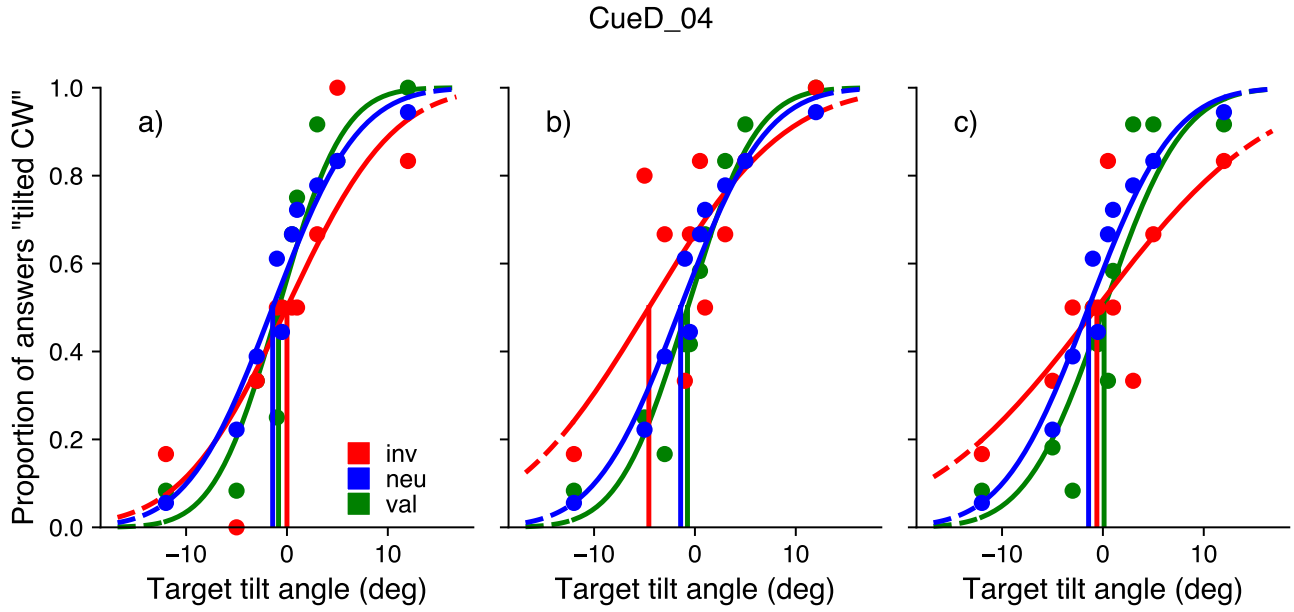 CueD_04
Proportion of answers "tilted CW"
1.0
0.8
0.6
0.4
0.2
0.0
a)
b)
c)
inv
neu
val
−10 0 10
−10 0 10
−10 0 10
Target tilt angle (deg)
Target tilt angle (deg)
Target tilt angle (deg)